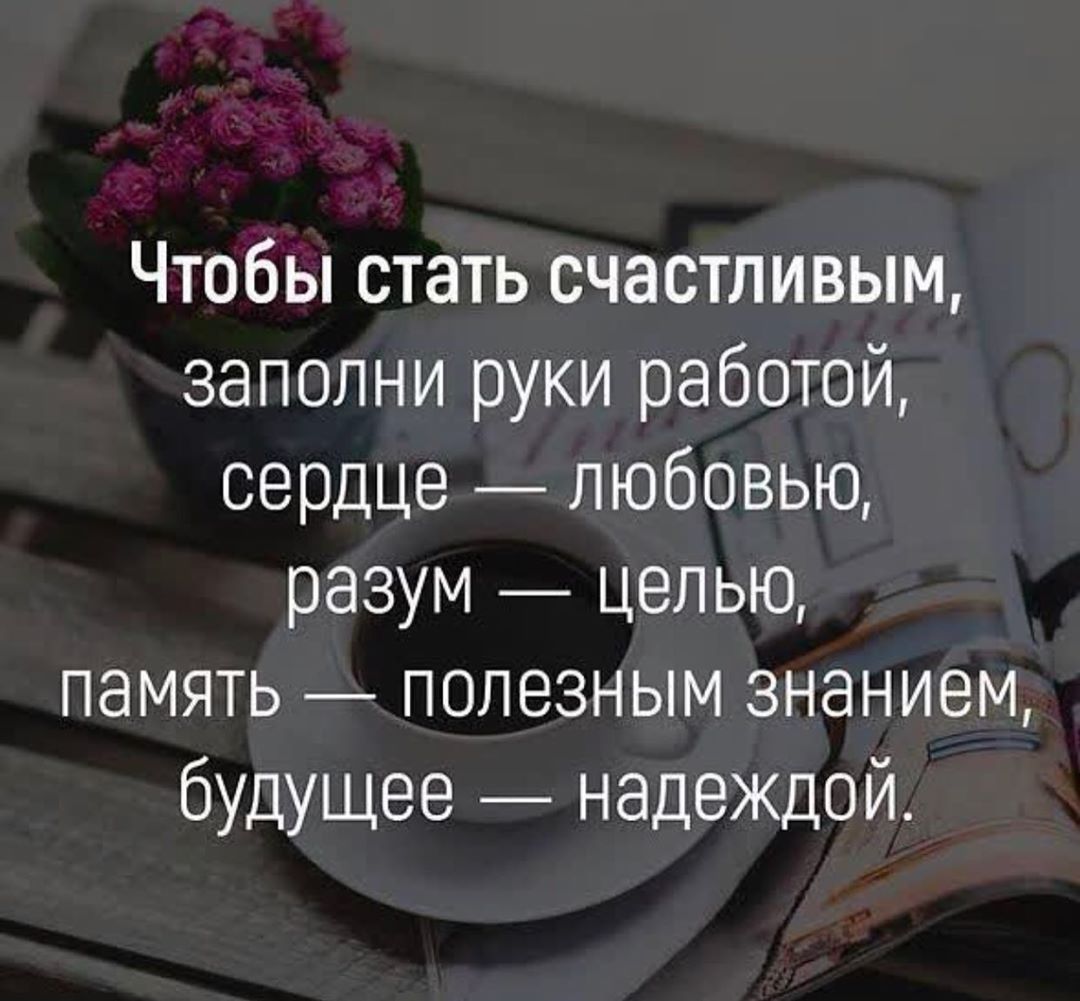 Чтобы стать счастливым,
заполни руки работой,
сердце — любовью,
разум — целью,
память — полезным знанием,
будущее — надеждой.